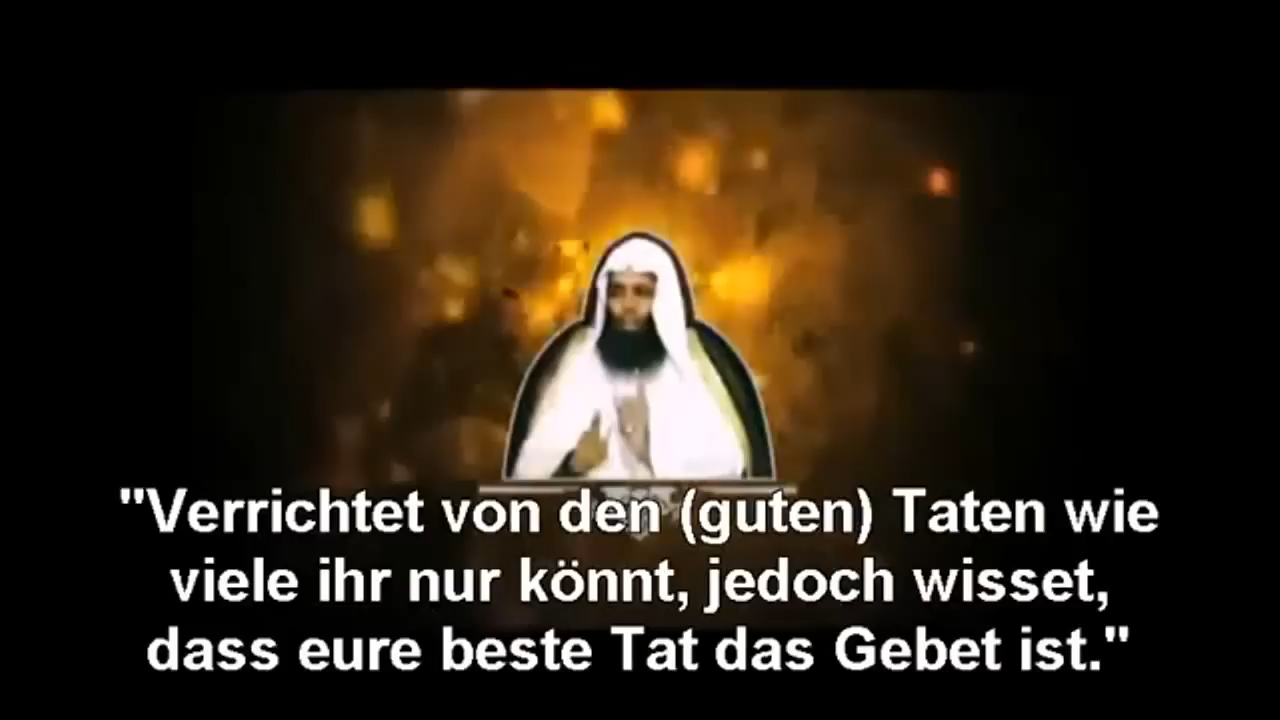 "Verrichtet von den (guten) Taten wie
viele ihr nur könnt, jedoch wisset,
dass eure beste Tat das Gebet ist."